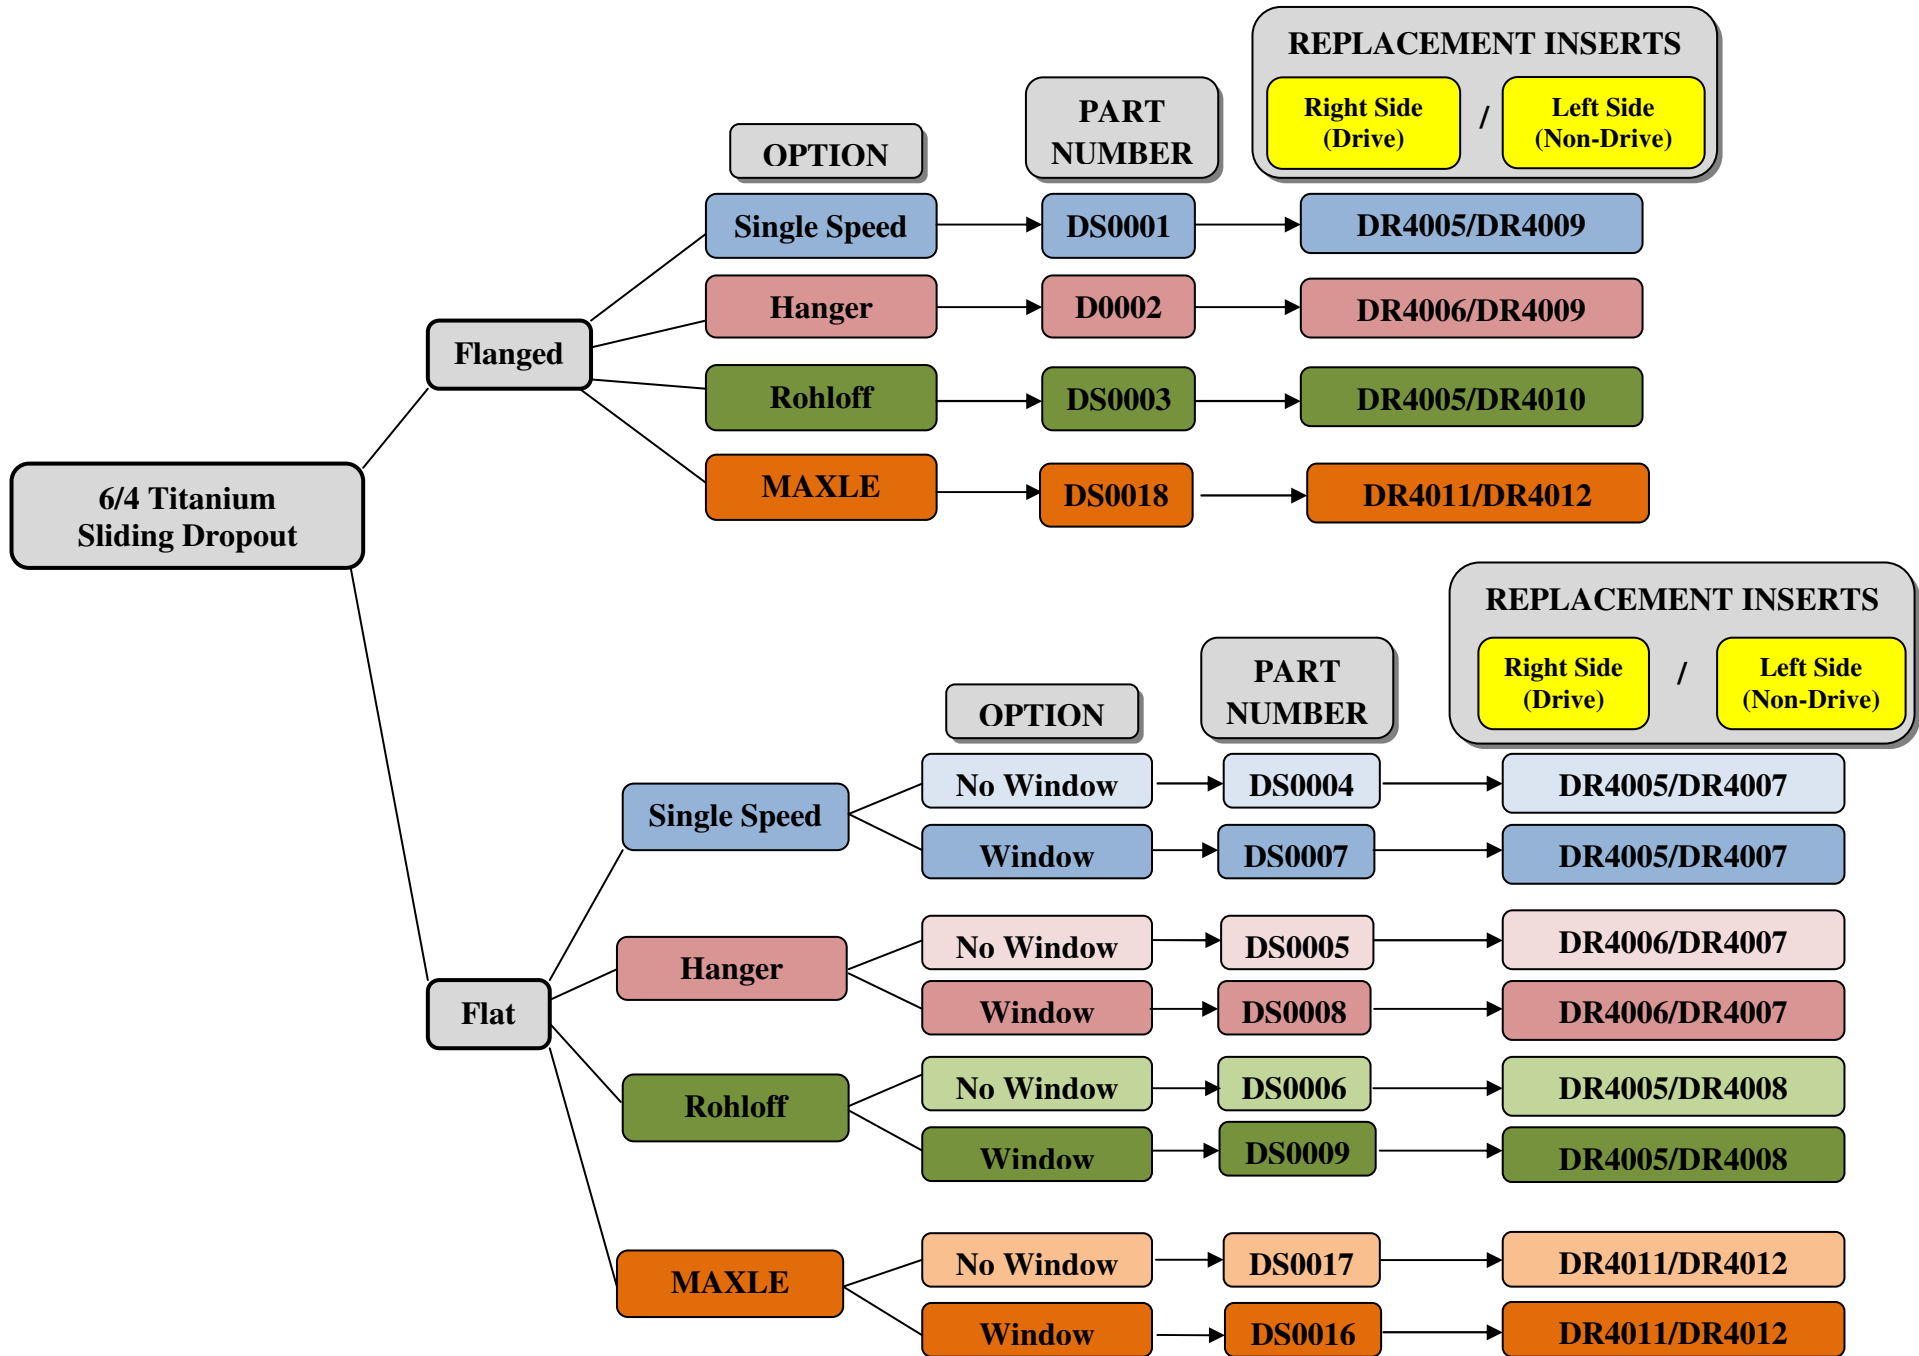 REPLACEMENT INSERTS
Right Side
(Drive)
/
Left Side
(Non-Drive)
PART
NUMBER
OPTION
Single Speed
DS0001
DR4005/DR4009
Hanger
D0002
DR4006/DR4009
Flanged
Rohloff
DS0003
DR4005/DR4010
MAXLE
DS0018
DR4011/DR4012
6/4 Titanium
Sliding Dropout
REPLACEMENT INSERTS
Right Side
(Drive)
/
Left Side
(Non-Drive)
PART
NUMBER
OPTION
Single Speed
No Window
DS0004
DR4005/DR4007
Window
DS0007
DR4005/DR4007
Hanger
No Window
DS0005
DR4006/DR4007
Window
DS0008
DR4006/DR4007
Flat
Rohloff
No Window
DS0006
DR4005/DR4008
Window
DS0009
DR4005/DR4008
MAXLE
No Window
DS0017
DR4011/DR4012
Window
DS0016
DR4011/DR4012